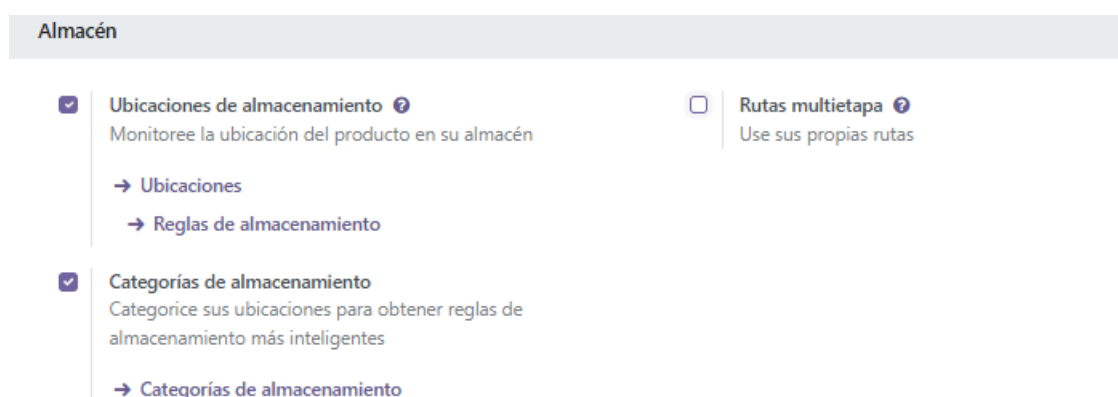 Almacén
Ubicaciones de almacenamiento
Monitoree la ubicación del producto en su almacén
→ Ubicaciones
→ Reglas de almacenamiento
Rutas multietapa
Use sus propias rutas
Categorías de almacenamiento
Categorice sus ubicaciones para obtener reglas de
almacenamiento más inteligentes
→ Categorías de almacenamiento